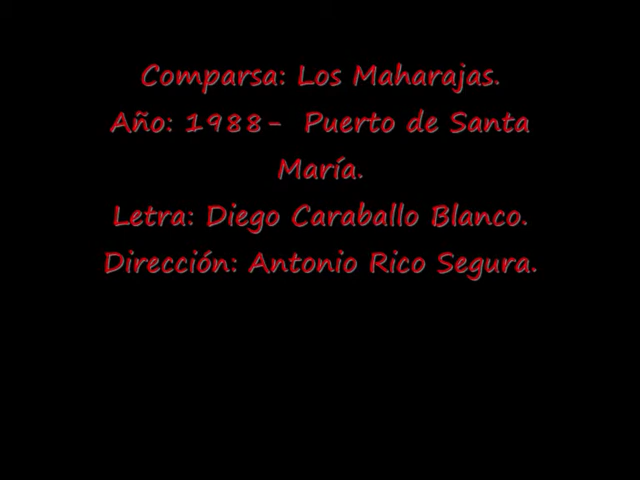 Comparsa: Los Maharajas.
Año: 1988- Puerto de Santa
María.
Letra: Diego Caraballo Blanco.
Dirección: Antonio Rico Segura.